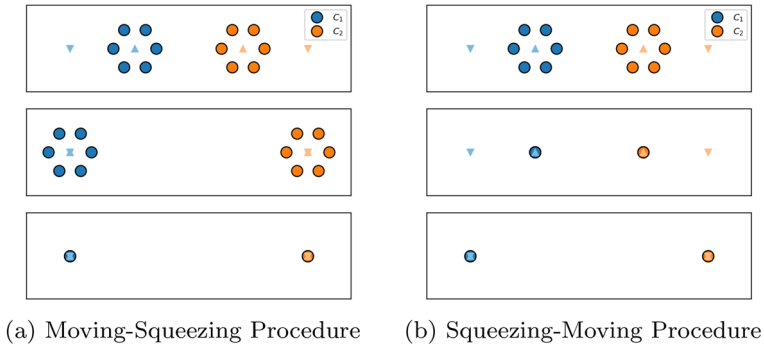 C₁
C₂
C₁
C₂
(a) Moving-Squeezing Procedure
(b) Squeezing-Moving Procedure